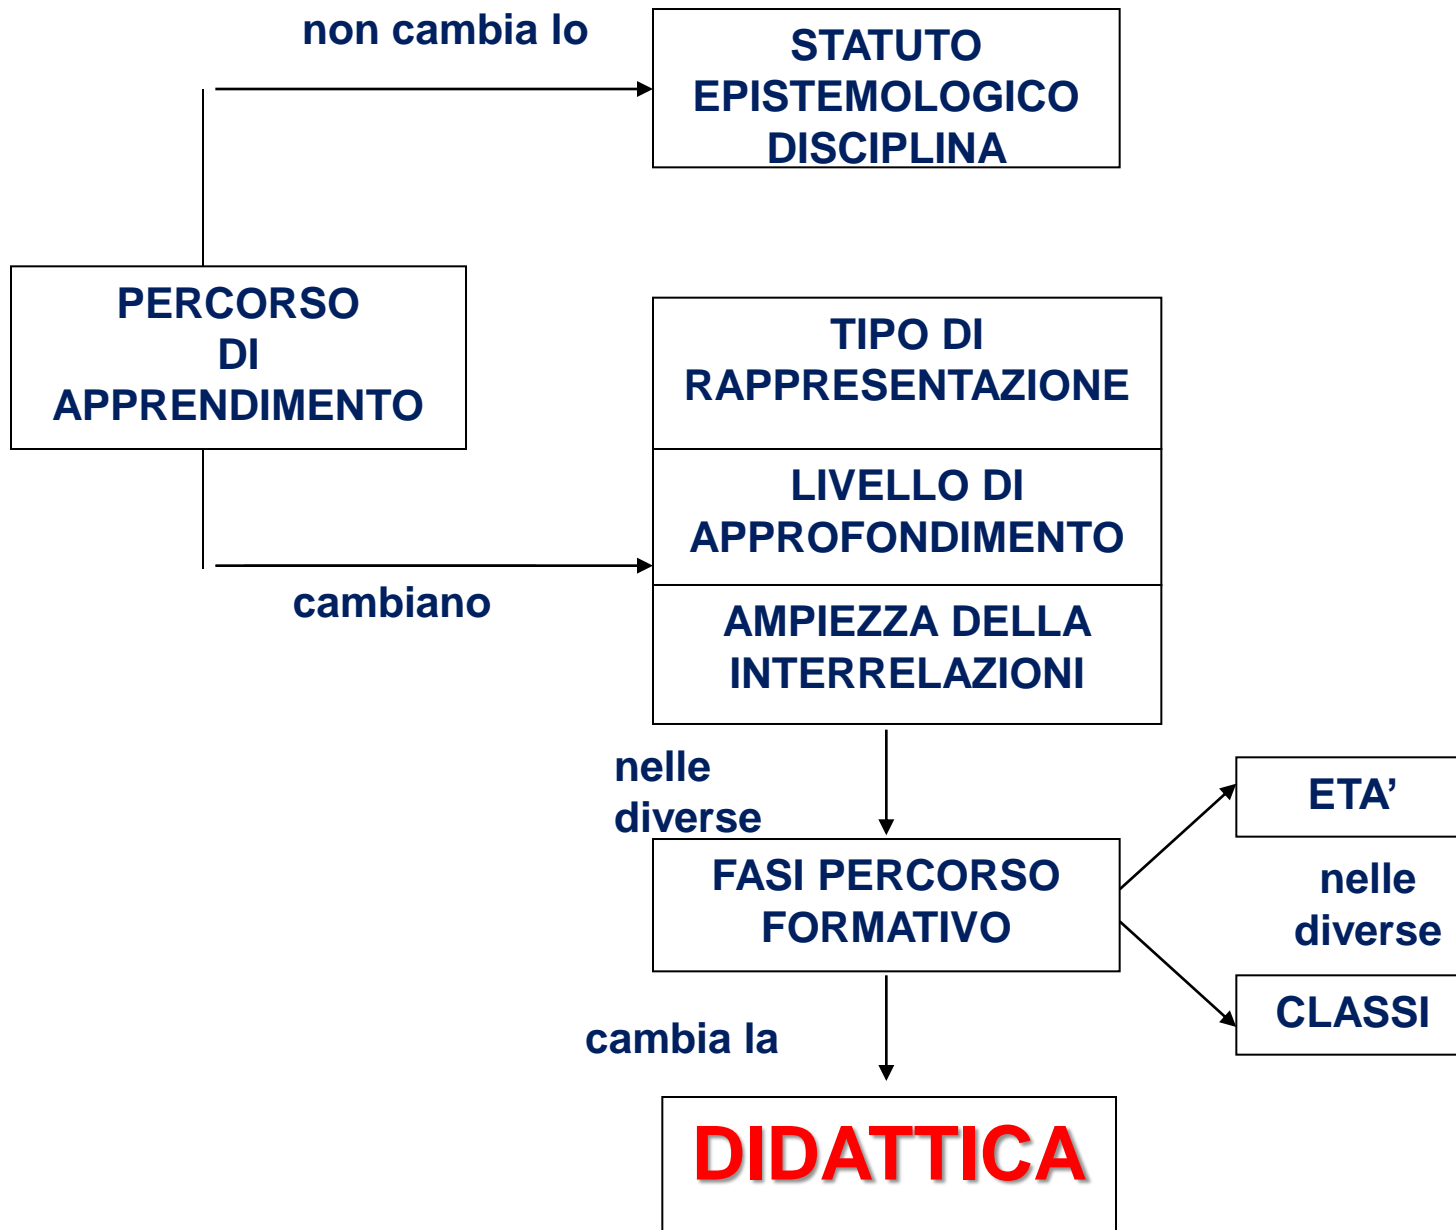 non cambia lo
STATUTO
EPISTEMOLOGICO
DISCIPLINA
PERCORSO
DI
APPRENDIMENTO
TIPO DI
RAPPRESENTAZIONE
LIVELLO DI
APPROFONDIMENTO
cambiano
AMPIEZZA DELLA
INTERRELAZIONI
nelle
diverse
FASI PERCORSO
FORMATIVO
ETA’
nelle
diverse
CLASSI
cambia la
DIDATTICA